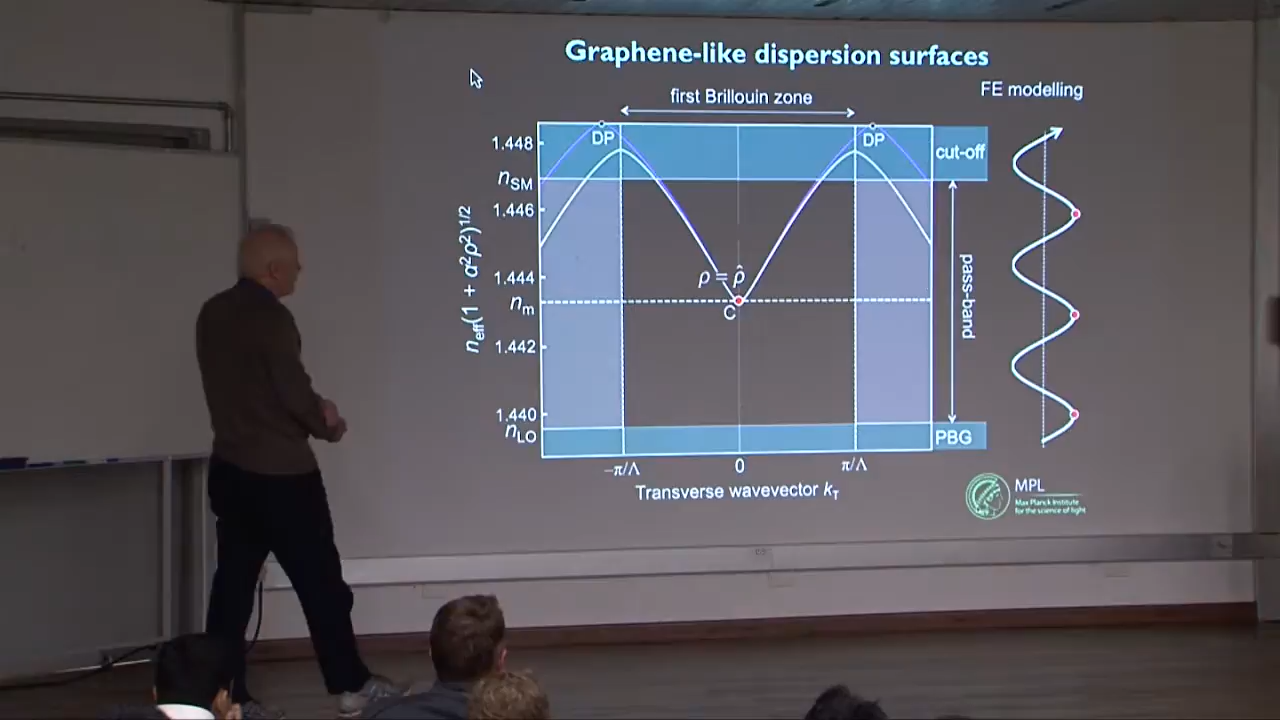 Graphene-like dispersion surfaces
FE modelling
first Brillouin zone
DP
DP
cut-off
1.448
nSM
1.446
1.444
nm
1.442
1.440
nLO
neff(1 + α²ρ²)^1/2
ρ = ρ̂
C
pass-band
PBG
−π/Λ
0
π/Λ
Transverse wavevector kT
MPL
Max Planck Institute
for the science of light